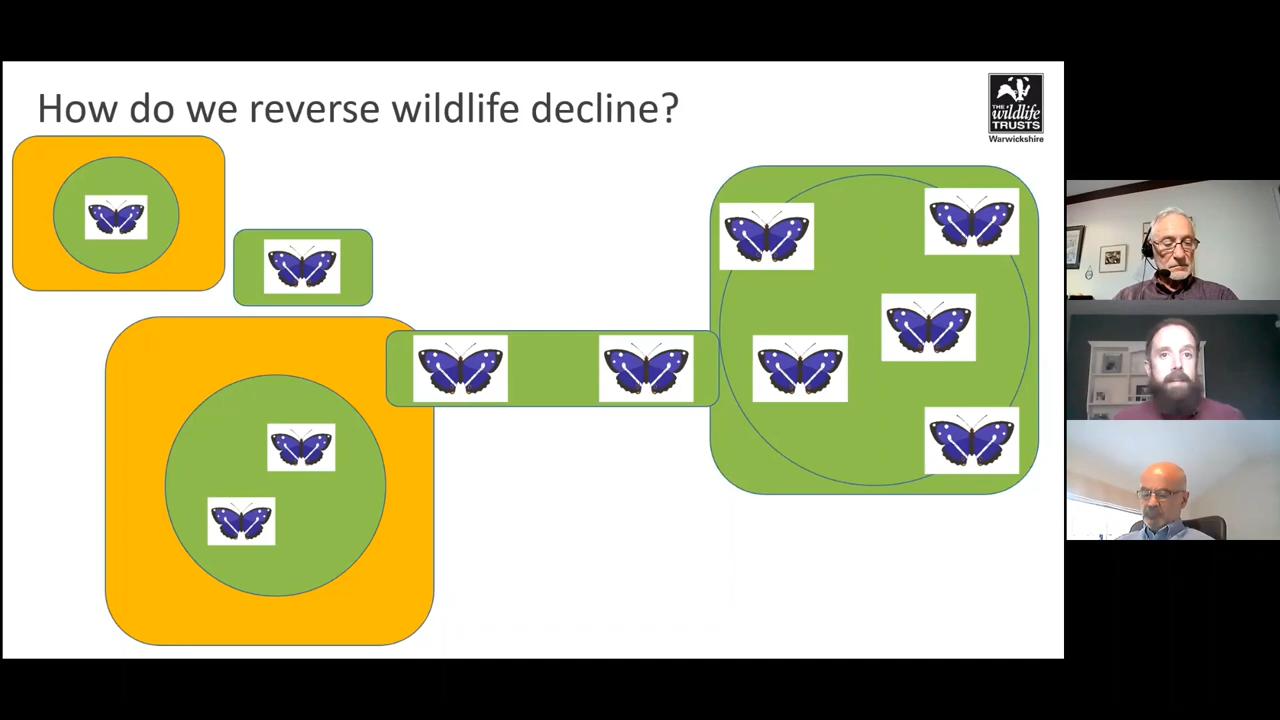 How do we reverse wildlife decline?
THE
wildlife
TRUSTS
Warwickshire